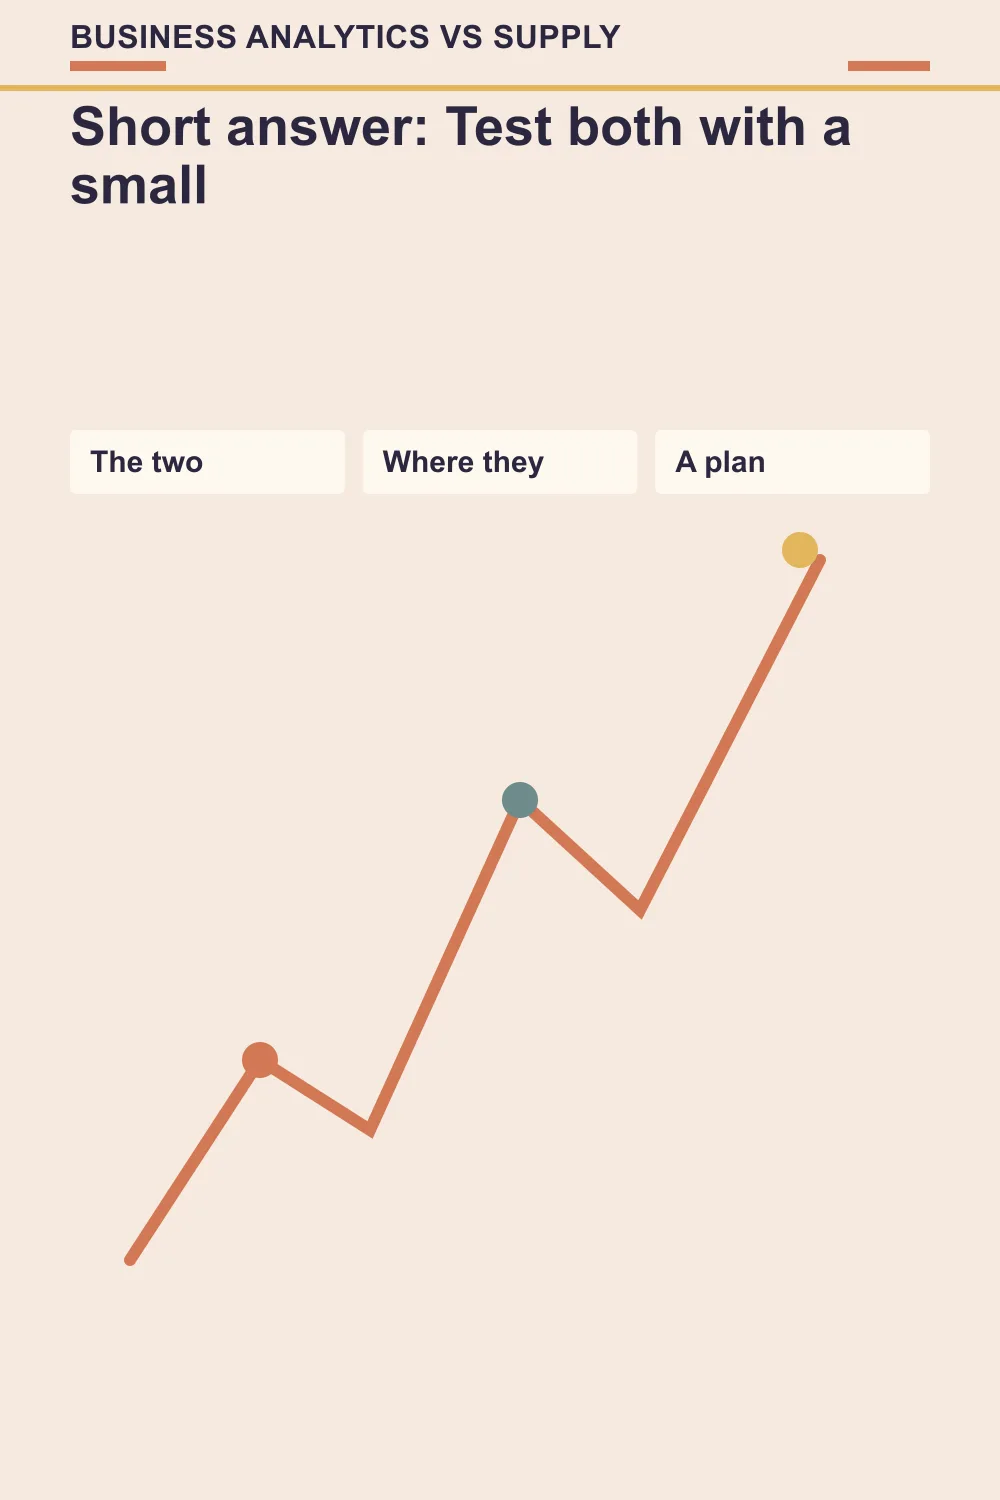 BUSINESS ANALYTICS VS SUPPLY
Short answer: Test both with a
small
The two
Where they
A plan